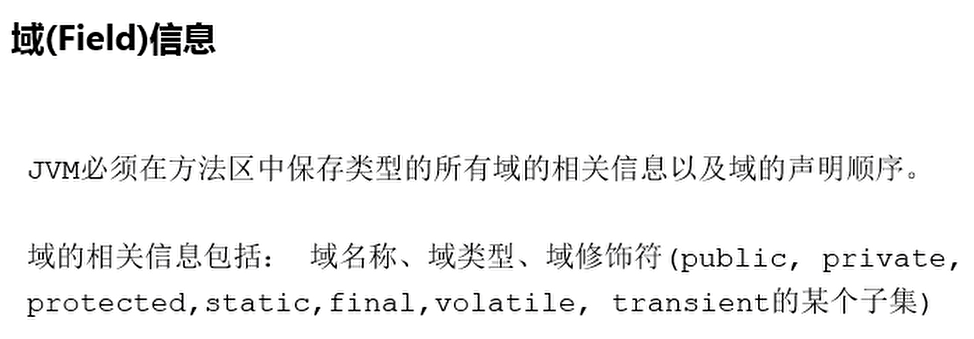 域(Field)信息
JVM必须在方法区中保存类型的所有域的相关信息以及域的声明顺序。
域的相关信息包括： 域名称、域类型、域修饰符(public, private,
protected,static,final,volatile, transient的某个子集)